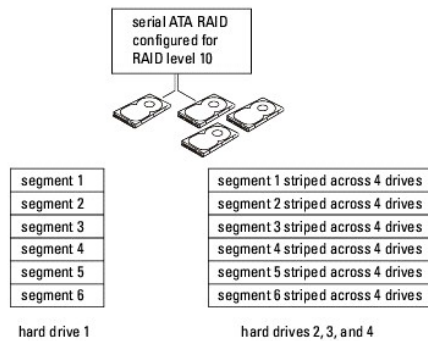 serial ATA RAID
configured for
RAID level 10
segment 1
segment 2
segment 3
segment 4
segment 5
segment 6
hard drive 1
segment 1 striped across 4 drives
segment 2 striped across 4 drives
segment 3 striped across 4 drives
segment 4 striped across 4 drives
segment 5 striped across 4 drives
segment 6 striped across 4 drives
hard drives 2, 3, and 4